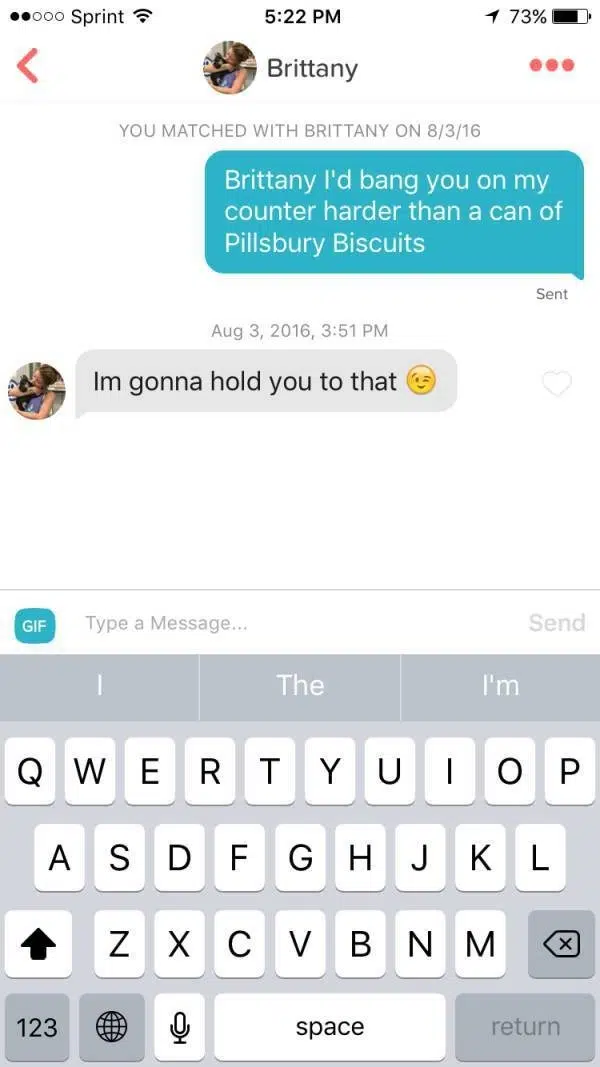 Sprint 5:22 PM 73%
Brittany
YOU MATCHED WITH BRITTANY ON 8/3/16
Brittany I'd bang you on my
counter harder than a can of
Pillsbury Biscuits
Sent
Aug 3, 2016, 3:51 PM
Im gonna hold you to that 😉
GIF Type a Message... Send
I The I'm
Q W E R T Y U I O P
A S D F G H J K L
Z X C V B N M
123 space return